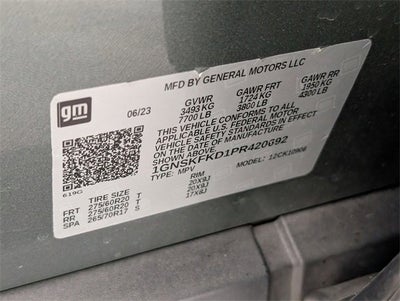 MFD BY GENERAL MOTORS LLC
gm
06/23
GVWR
3493 KG
7700 LB
GAWR FRT
1724 KG
3800 LB
GAWR RR
1950 KG
4300 LB
THIS VEHICLE CONFORMS TO ALL
APPLICABLE U.S. FEDERAL MOTOR
VEHICLE SAFETY STANDARDS IN EFFECT
ON THE DATE OF MANUFACTURE
SHOWN ABOVE.
1GNSKFKD1PR420692
TYPE: MPV
MODEL: 12CK10906
619G
TIRE SIZE
RIM
FRT 275/60R20 T 20X9J
RR 275/60R20 T 20X9J
SPA 265/70R17 S 17X8J